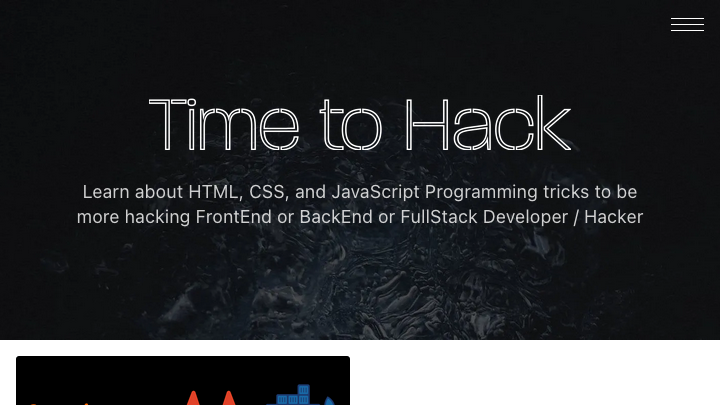 Time to Hack
Learn about HTML, CSS, and JavaScript Programming tricks to be
more hacking FrontEnd or BackEnd or FullStack Developer / Hacker